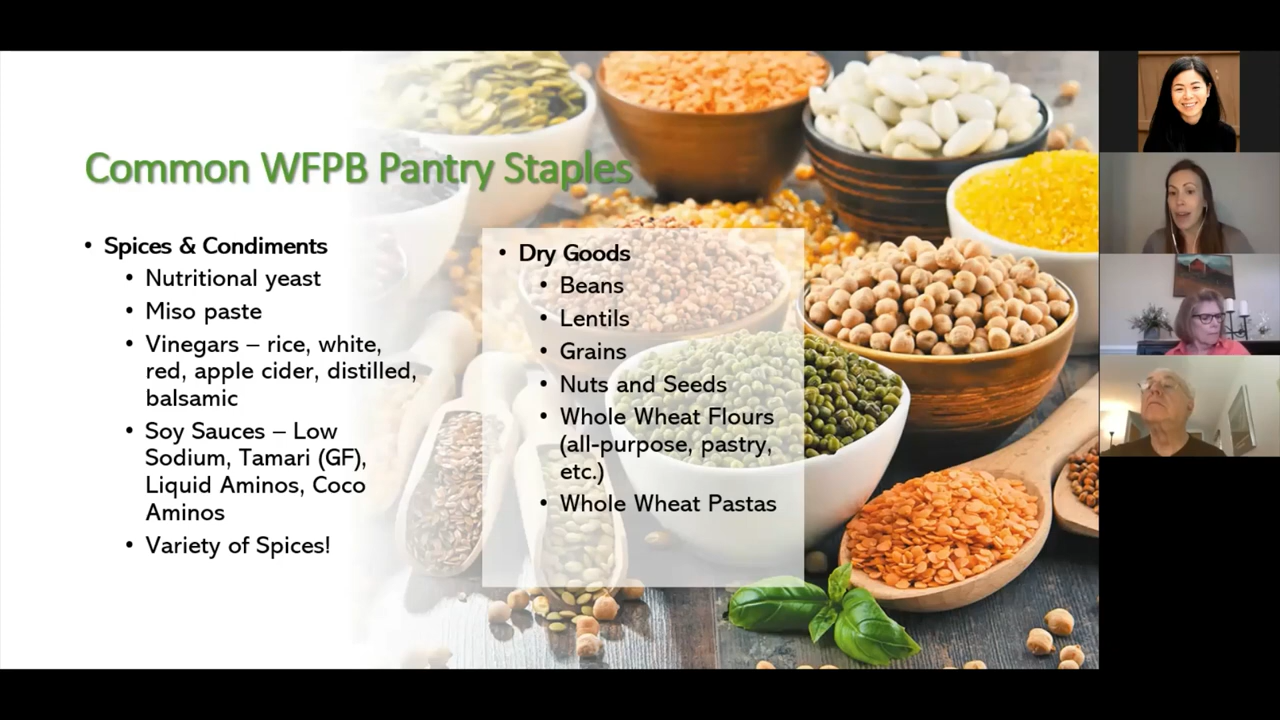 Common WFPB Pantry Staples
• Spices & Condiments
• Nutritional yeast
• Miso paste
• Vinegars – rice, white,
red, apple cider, distilled,
balsamic
• Soy Sauces – Low
Sodium, Tamari (GF),
Liquid Aminos, Coco
Aminos
• Variety of Spices!
• Dry Goods
• Beans
• Lentils
• Grains
• Nuts and Seeds
• Whole Wheat Flours
(all-purpose, pastry,
etc.)
• Whole Wheat Pastas